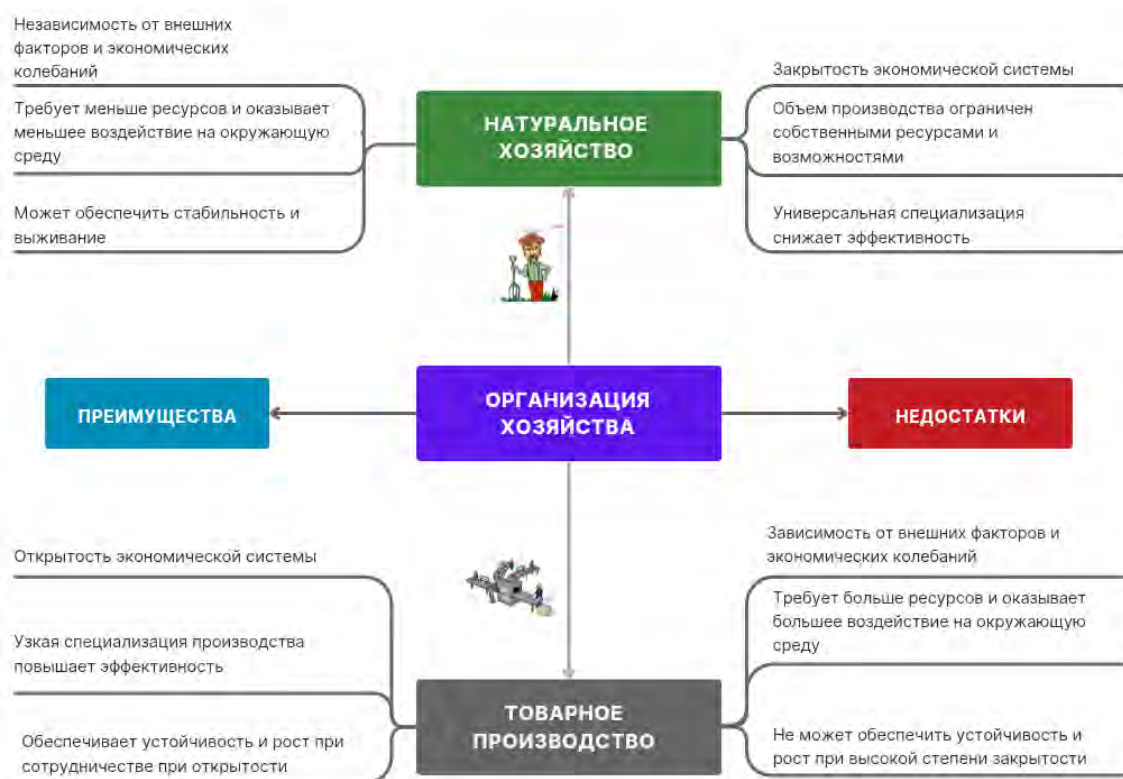 Независимость от внешних
факторов и экономических
колебаний
Требует меньше ресурсов и оказывает
меньшее воздействие на окружающую
среду
Может обеспечить стабильность и
выживание
НАТУРАЛЬНОЕ
ХОЗЯЙСТВО
Закрытость экономической системы
Объем производства ограничен
собственными ресурсами и
возможностями
Универсальная специализация
снижает эффективность
ПРЕИМУЩЕСТВА
ОРГАНИЗАЦИЯ
ХОЗЯЙСТВА
НЕДОСТАТКИ
Открытость экономической системы
Узкая специализация производства
повышает эффективность
Обеспечивает устойчивость и рост при
сотрудничестве при открытости
ТОВАРНОЕ
ПРОИЗВОДСТВО
Зависимость от внешних факторов и
экономических колебаний
Требует больше ресурсов и оказывает
большее воздействие на окружающую
среду
Не может обеспечить устойчивость и
рост при высокой степени закрытости